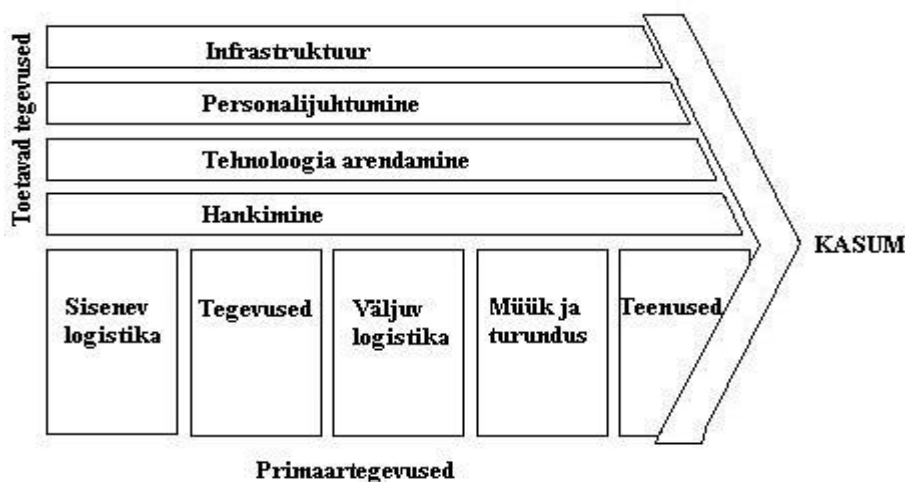 Toetavad tegevused
Infrastruktuur
Personalijuhtumine
Tehnoloogia arendamine
Hankimine
KASUM
Sisenev
logistika
Tegevused
Väljuv
logistika
Müük ja
turundus
Teenused
Primaartegevused